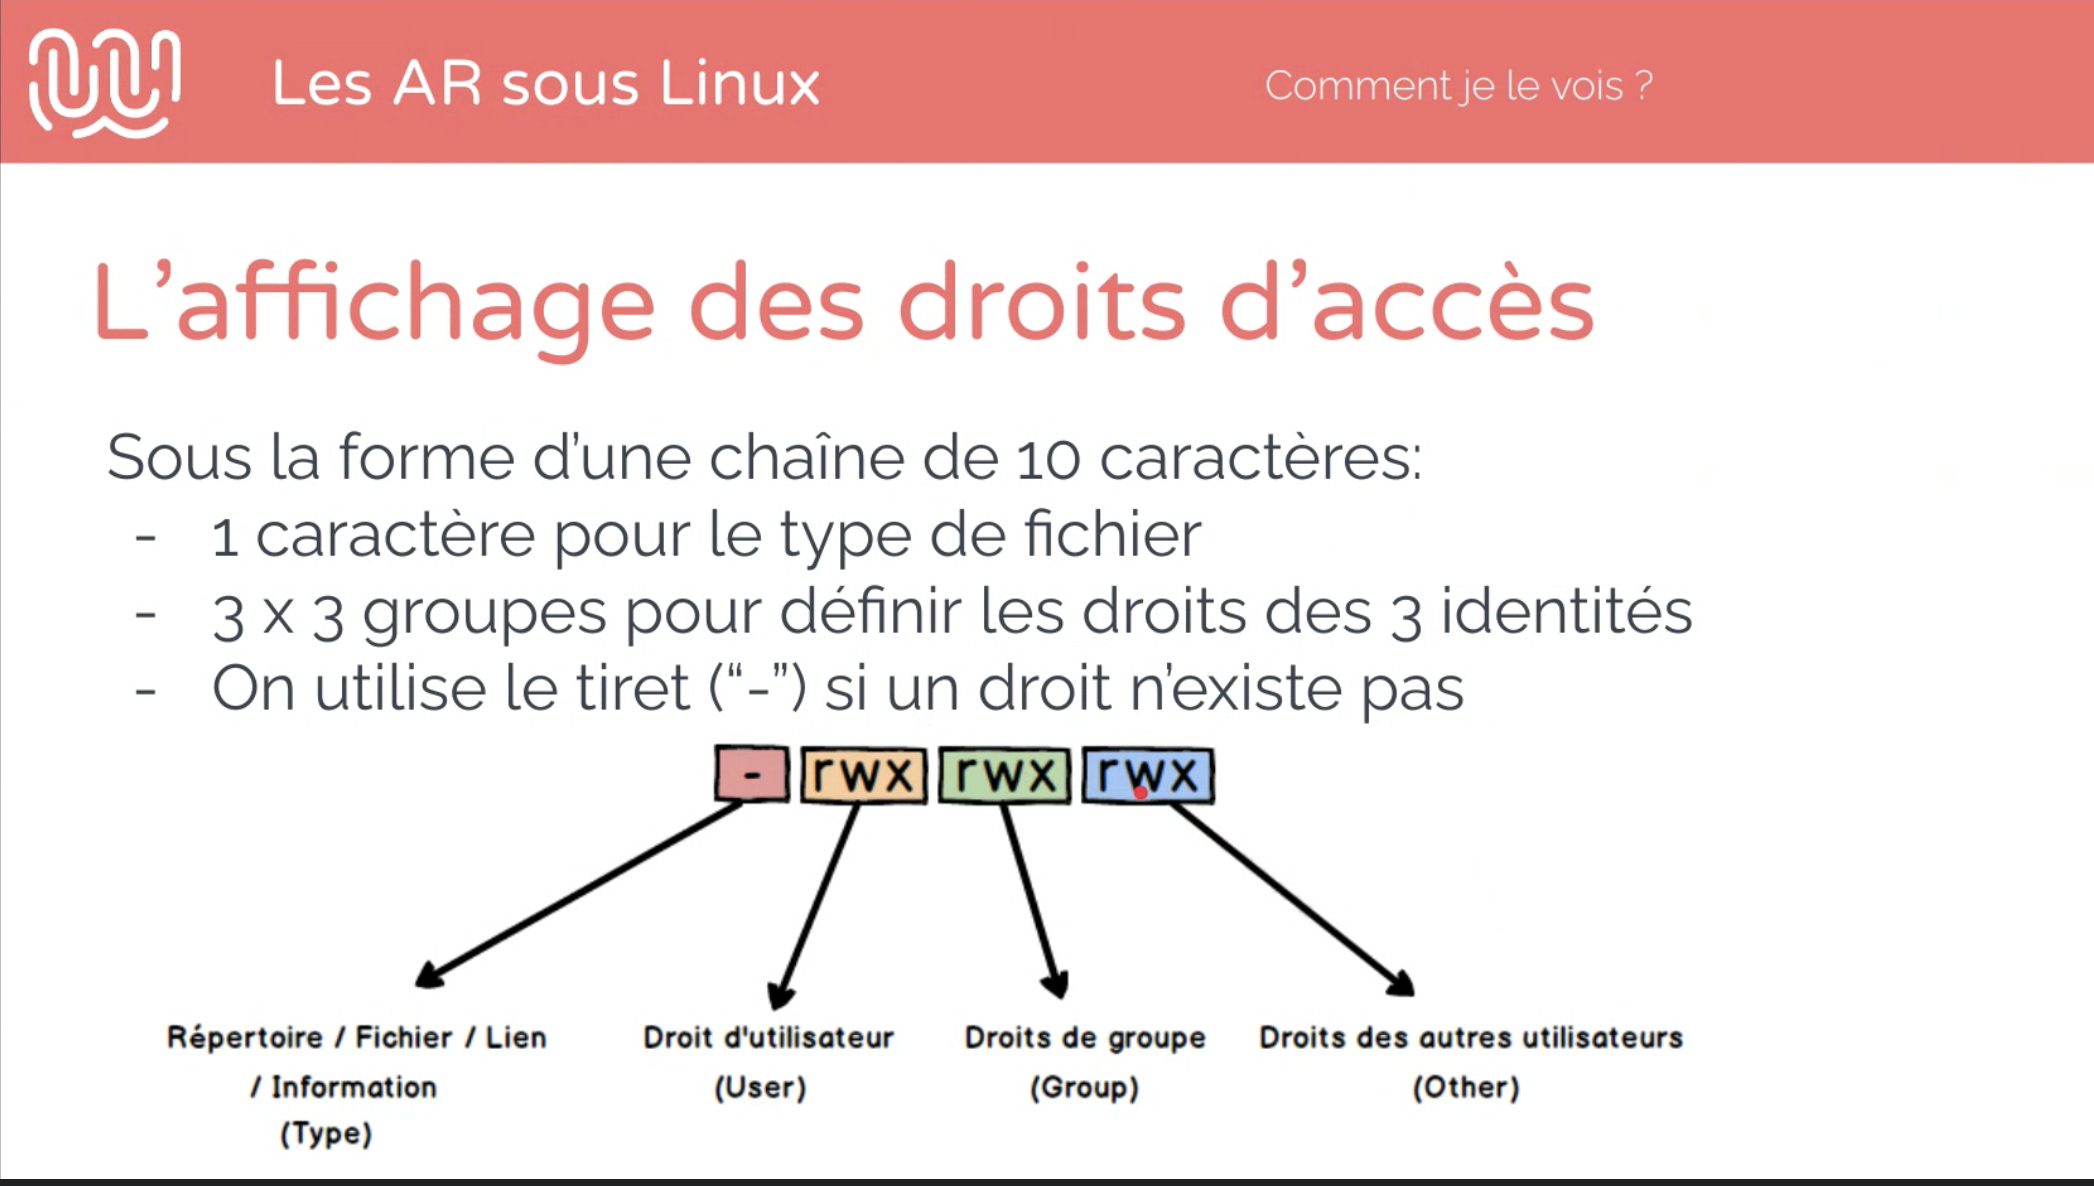 Les AR sous Linux
Comment je le vois ?
L’affichage des droits d’accès
Sous la forme d’une chaîne de 10 caractères:
- 1 caractère pour le type de fichier
- 3 x 3 groupes pour définir les droits des 3 identités
- On utilise le tiret (“-”) si un droit n’existe pas
- rwx rwx rwx
Répertoire / Fichier / Lien
/ Information
(Type)
Droit d'utilisateur
(User)
Droits de groupe
(Group)
Droits des autres utilisateurs
(Other)